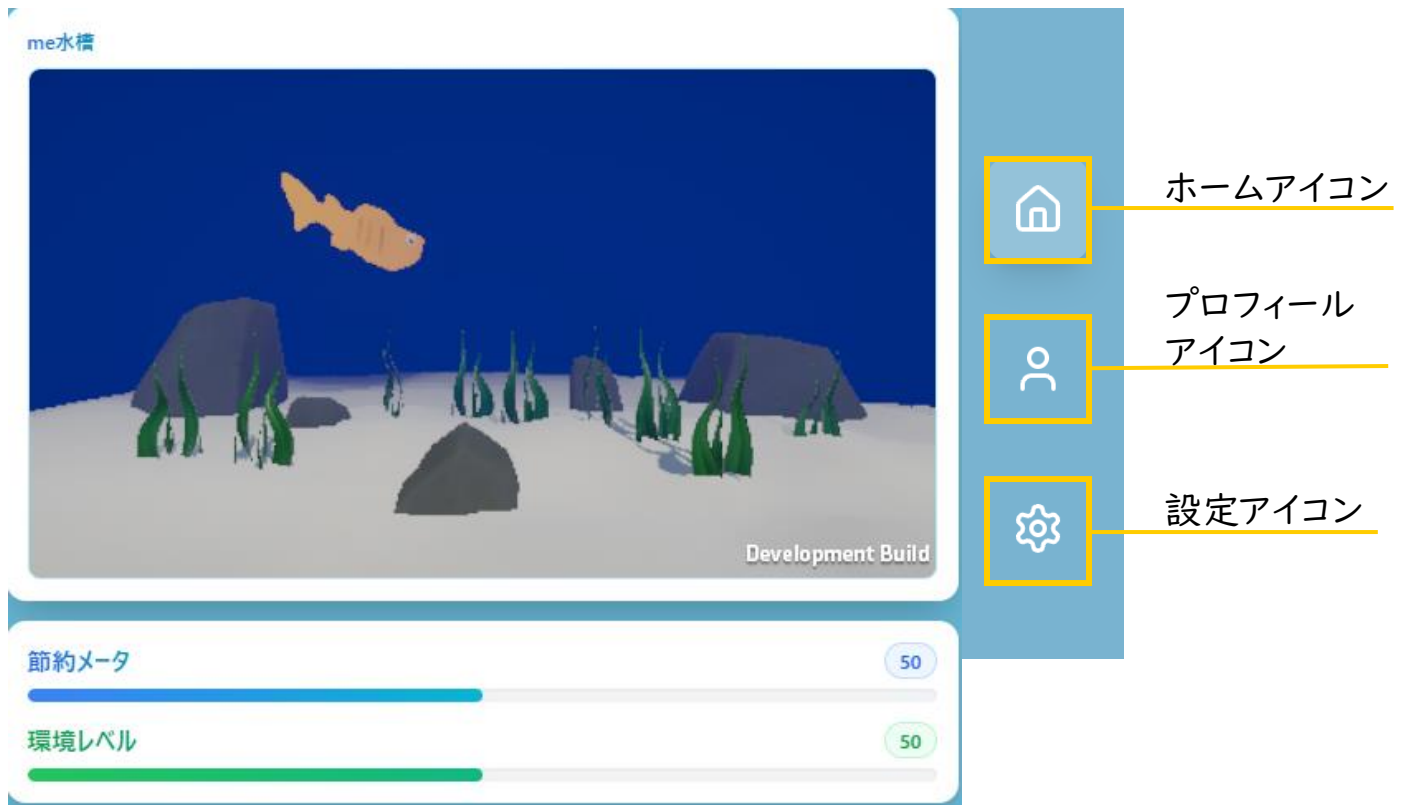 me水槽
Development Build
節約メータ
50
環境レベル
50
ホームアイコン
プロフィール
アイコン
設定アイコン